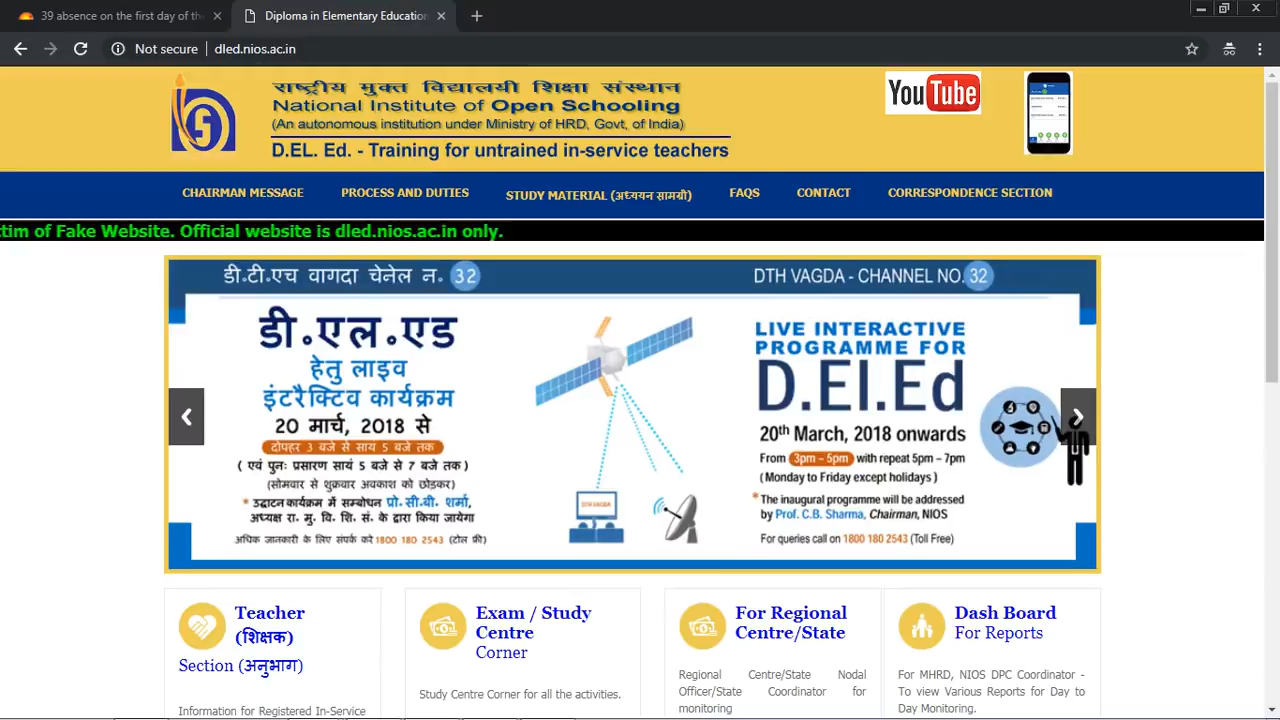 39 absence on the first day of the
Diploma in Elementary Education
Not secure
dled.nios.ac.in
राष्ट्रीय मुक्त विद्यालयी शिक्षा संस्थान
National Institute of Open Schooling
(An autonomous institution under Ministry of HRD, Govt, of India)
D.EL. Ed. - Training for untrained in-service teachers
You Tube
CHAIRMAN MESSAGE
PROCESS AND DUTIES
STUDY MATERIAL (अध्ययन सामग्री)
FAQS
CONTACT
CORRESPONDENCE SECTION
tim of Fake Website. Official website is dled.nios.ac.in only.
डी॰टी॰एच वागदा चेनेल न॰ 32
DTH VAGDA - CHANNEL NO. 32
डी॰एल॰एड
हेतु लाइव
इंटरैक्टिव कार्यक्रम
20 मार्च, 2018 से
दोपहर 3 बजे से सायं 5 बजे तक
( एवं पुनः प्रसारण सायं 5 बजे से 7 बजे तक )
(सोमवार से शुक्रवार अवकाश को छोड़कर)
* उद्घाटन कार्यक्रम में सम्बोधन प्रो.सी.बी. शर्मा,
अध्यक्ष रा. मु. वि. शि. सं. के द्वारा किया जायेगा
अधिक जानकारी के लिए संपर्क करे 1800 180 2543 (टोल फ्री)
DTH VAGDA
LIVE INTERACTIVE
PROGRAMME FOR
D.El.Ed
20th March, 2018 onwards
From 3pm – 5pm with repeat 5pm - 7pm
(Monday to Friday except holidays )
* The inaugural programme will be addressed
by Prof. C.B. Sharma, Chairman, NIOS
For queries call on 1800 180 2543 (Toll Free)
Teacher
(शिक्षक)
Section (अनुभाग)
Information for Registered In-Service
Exam / Study
Centre
Corner
Study Centre Corner for all the activities.
For Regional
Centre/State
Regional Centre/State Nodal
Officer/State Coordinator for
monitoring
Dash Board
For Reports
For MHRD, NIOS DPC Coordinator -
To view Various Reports for Day to
Day Monitoring.